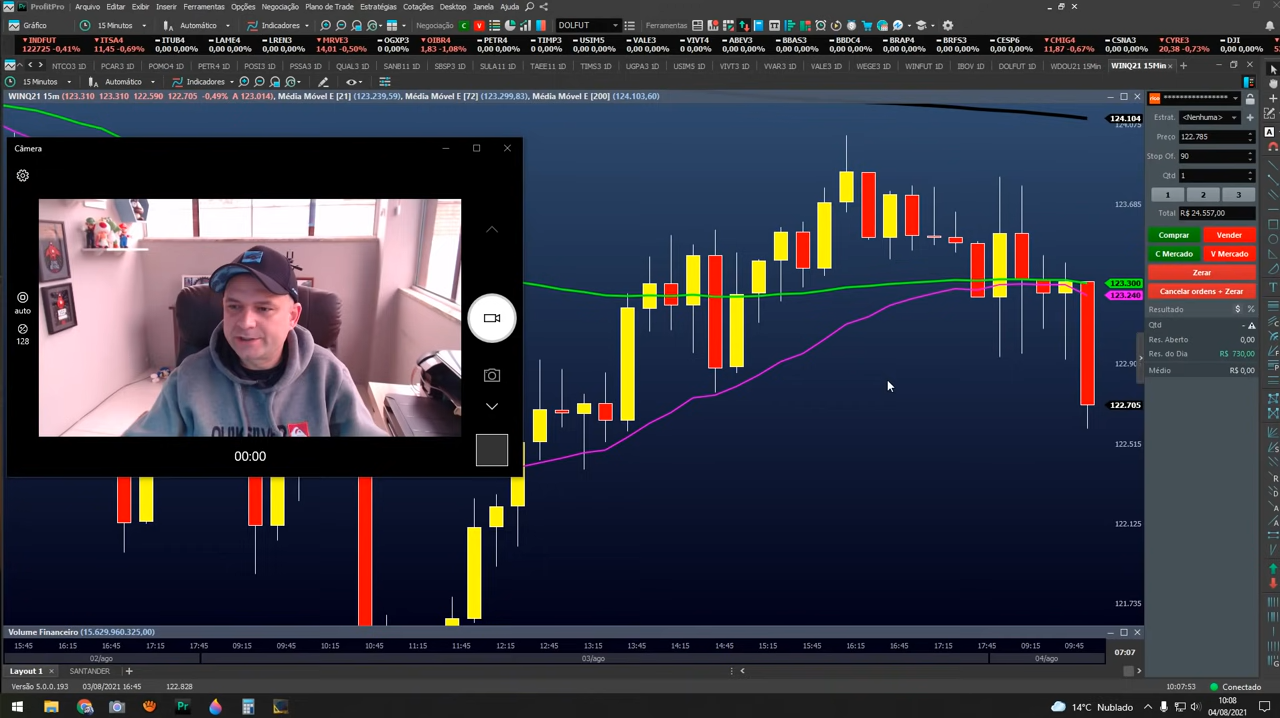 ProfitPro
Arquivo Editar Exibir Inserir Ferramentas Opções Negociação Plano de Trade Estratégias Cotações Desktop Janela Ajuda
Gráfico 15 Minutos Automático Indicadores Negociação C V DOLFUT Ferramentas
INDFUT ITSA4 ITUB4 LAME4 LREN3 MRVE3 OGXP3 OIBR4 PETR4 TIMP3 USIM5 VALE3 VIVT4 ABEV3 BBAS3 BBDC4 BRAP4 BRFS3 CESP6 CMIG4 CSNA3 CYRE3 DJI
122725 -0,41% 11,45 -0,69% 0,00 0,00% 0,00 0,00% 0,00 0,00% 14,01 -0,50% 0,00 0,00% 1,83 -1,08% 0,00 0,00% 0,00 0,00% 0,00 0,00% 0,00 0,00% 0,00 0,00% 0,00 0,00% 0,00 0,00% 0,00 0,00% 0,00 0,00% 0,00 0,00% 0,00 0,00% 11,87 -0,67% 0,00 0,00% 20,38 -0,73% 0,00 0,00%
NTCO3 1D PCAR3 1D POMO4 1D PETR4 1D POSI3 1D PSSA3 1D QUAL3 1D SANB11 1D SBSP3 1D SULA11 1D TAEE11 1D TIMS3 1D UGPA3 1D USIM5 1D VIVT3 1D VVAR3 1D VALE3 1D WEGE3 1D WINFUT 1D IBOV 1D DOLFUT 1D WDOU21 15Min WINQ21 15Min
15 Minutos Automático Indicadores
WINQ21 15m (123.310 123.310 122.590 122.705 -0,49% A 123.014), Média Móvel E [21] (123.239,59) Média Móvel E [72] (123.299,83), Média Móvel E [200] (124.103,60)
124.104
124.075
123.685
123.300
123.240
122.90
122.705
122.515
122.125
121.735
Câmera
auto
128
00:00
QUIKSILVER
rico ****************
Estrat. <Nenhuma>
Preço 122.785
Stop Of. 90
Qtd 1
1 2 3
Total R$ 24.557,00
Comprar Vender
C Mercado V Mercado
Zerar
Cancelar ordens + Zerar
Resultado $ %
Qtd -
Res. Aberto 0,00
Res. do Dia R$ 730,00
Médio R$ 0,00
Volume Financeiro (15.629.960.325,00)
15:45 16:15 17:15 17:45 09:15 09:45 10:15 10:45 11:45 12:15 12:45 13:15 13:45 14:15 14:45 15:15 15:45 16:15 16:45 17:15 17:45 09:15 09:45
02/ago 03/ago 04/ago
07:07
Layout 1 SANTANDER
Versão 5.0.0.193 03/08/2021 16:45 122.828 10:07:53 Conectado
14°C Nublado
10:08
04/08/2021